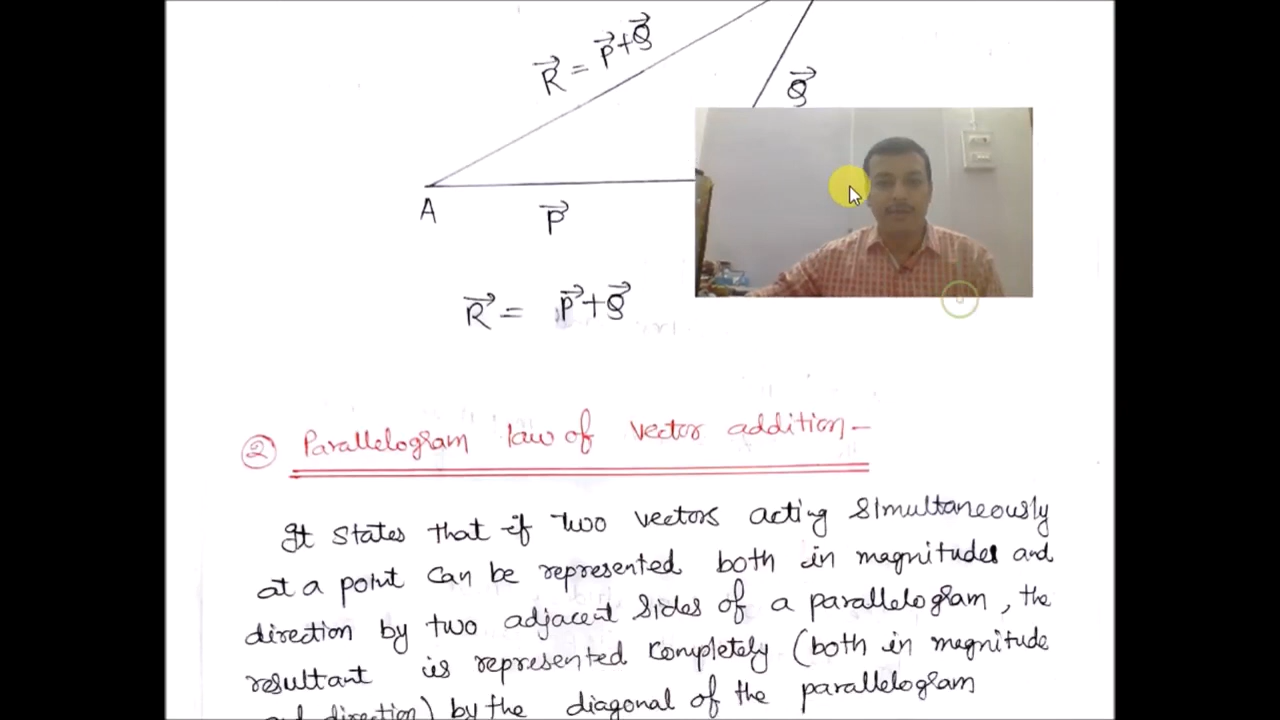 R⃗ = P⃗+Q⃗
Q⃗
A
P⃗
R⃗ = P⃗+Q⃗
② Parallelogram law of vector addition –
It states that if two vectors acting simultaneously
at a point can be represented both in magnitudes and
direction by two adjacent sides of a parallelogram, the
resultant is represented completely (both in magnitude
and direction) by the diagonal of the parallelogram